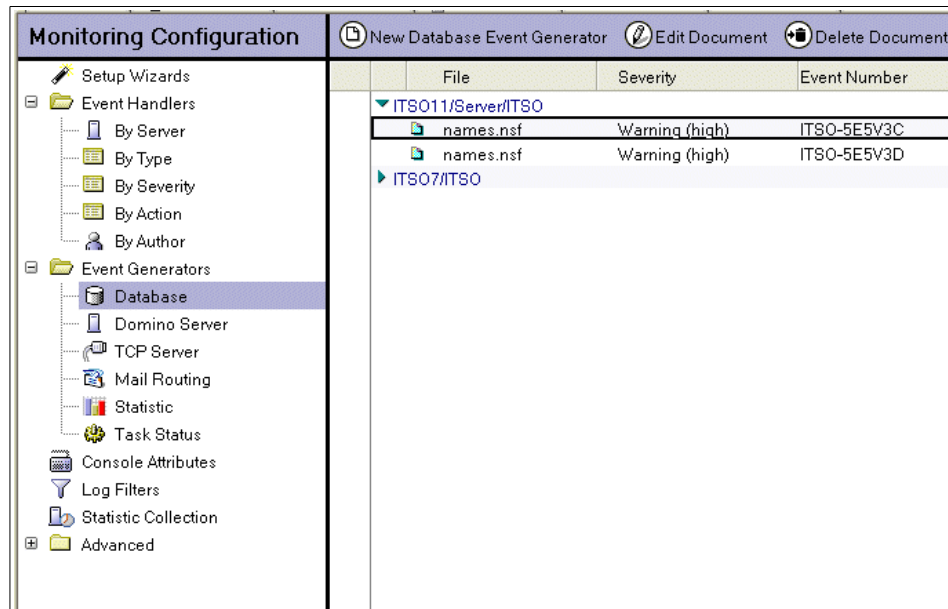 Monitoring Configuration
New Database Event Generator Edit Document Delete Document
Setup Wizards
Event Handlers
By Server
By Type
By Severity
By Action
By Author
Event Generators
Database
Domino Server
TCP Server
Mail Routing
Statistic
Task Status
Console Attributes
Log Filters
Statistic Collection
Advanced
File Severity Event Number
ITSO11/Server/ITSO
names.nsf Warning (high) ITSO-5E5V3C
names.nsf Warning (high) ITSO-5E5V3D
ITSO7/ITSO